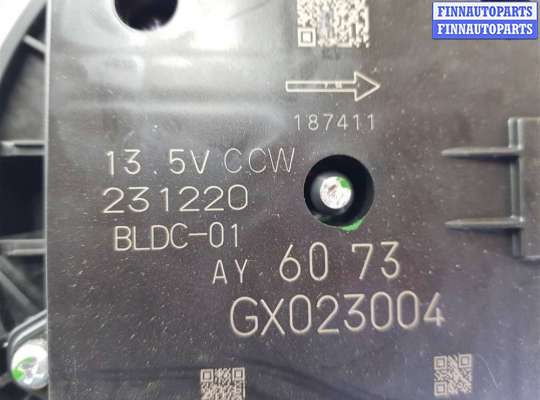 FINNAUTOPARTS
FINNAUTOPARTS
187411
13.5V CCW
231220
BLDC-01
AY 60 73
GX023004